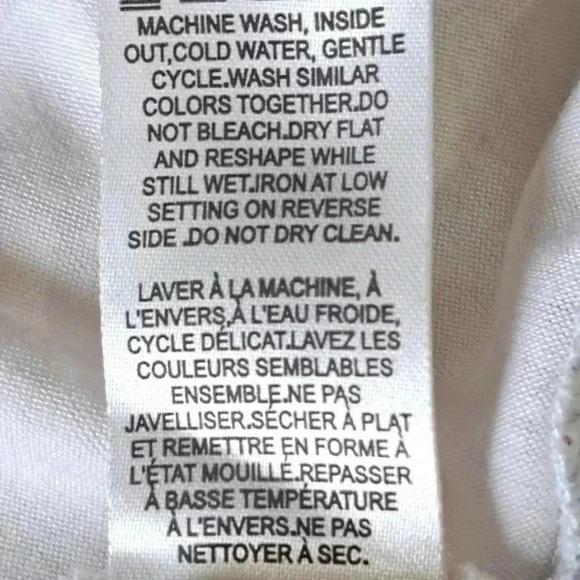 MACHINE WASH, INSIDE
OUT,COLD WATER, GENTLE
CYCLE.WASH SIMILAR
COLORS TOGETHER.DO
NOT BLEACH.DRY FLAT
AND RESHAPE WHILE
STILL WET.IRON AT LOW
SETTING ON REVERSE
SIDE .DO NOT DRY CLEAN.
LAVER À LA MACHINE, À
L'ENVERS,À L'EAU FROIDE,
CYCLE DÉLICAT.LAVEZ LES
COULEURS SEMBLABLES
ENSEMBLE.NE PAS
JAVELLISER.SÉCHER À PLAT
ET REMETTRE EN FORME À
L'ÉTAT MOUILLÉ.REPASSER
À BASSE TEMPÉRATURE
À L'ENVERS.NE PAS
NETTOYER À SEC.